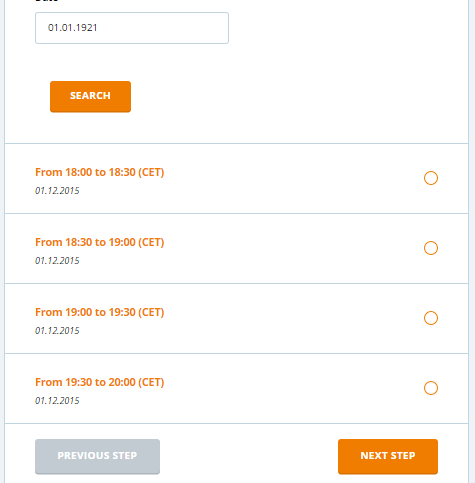 01.01.1921
SEARCH
From 18:00 to 18:30 (CET)
01.12.2015
From 18:30 to 19:00 (CET)
01.12.2015
From 19:00 to 19:30 (CET)
01.12.2015
From 19:30 to 20:00 (CET)
01.12.2015
PREVIOUS STEP
NEXT STEP